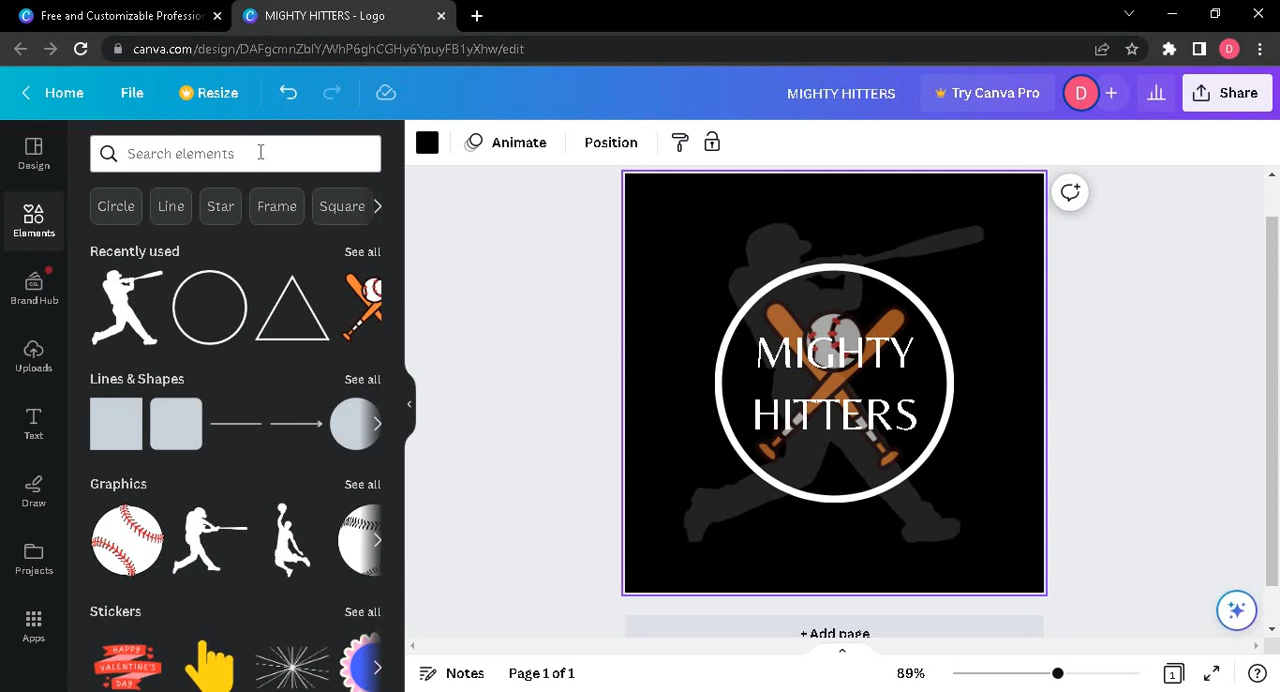 Free and Customizable Professio
MIGHTY HITTERS - Logo
canva.com/design/DAFgcmnZbIY/WhP6ghCGHy6YpuyFB1yXhw/edit
D
Home
File
Resize
MIGHTY HITTERS
Try Canva Pro
D
Share
Design
Elements
Brand Hub
CO.
Uploads
Text
Draw
Projects
Apps
Search elements
Circle
Line
Star
Frame
Square
Recently used
See all
Lines & Shapes
See all
Graphics
See all
Stickers
See all
HAPPY
VALENTINE'S
DAY
Animate
Position
MIGHTY
HITTERS
+ Add page
Notes
Page 1 of 1
89%
1